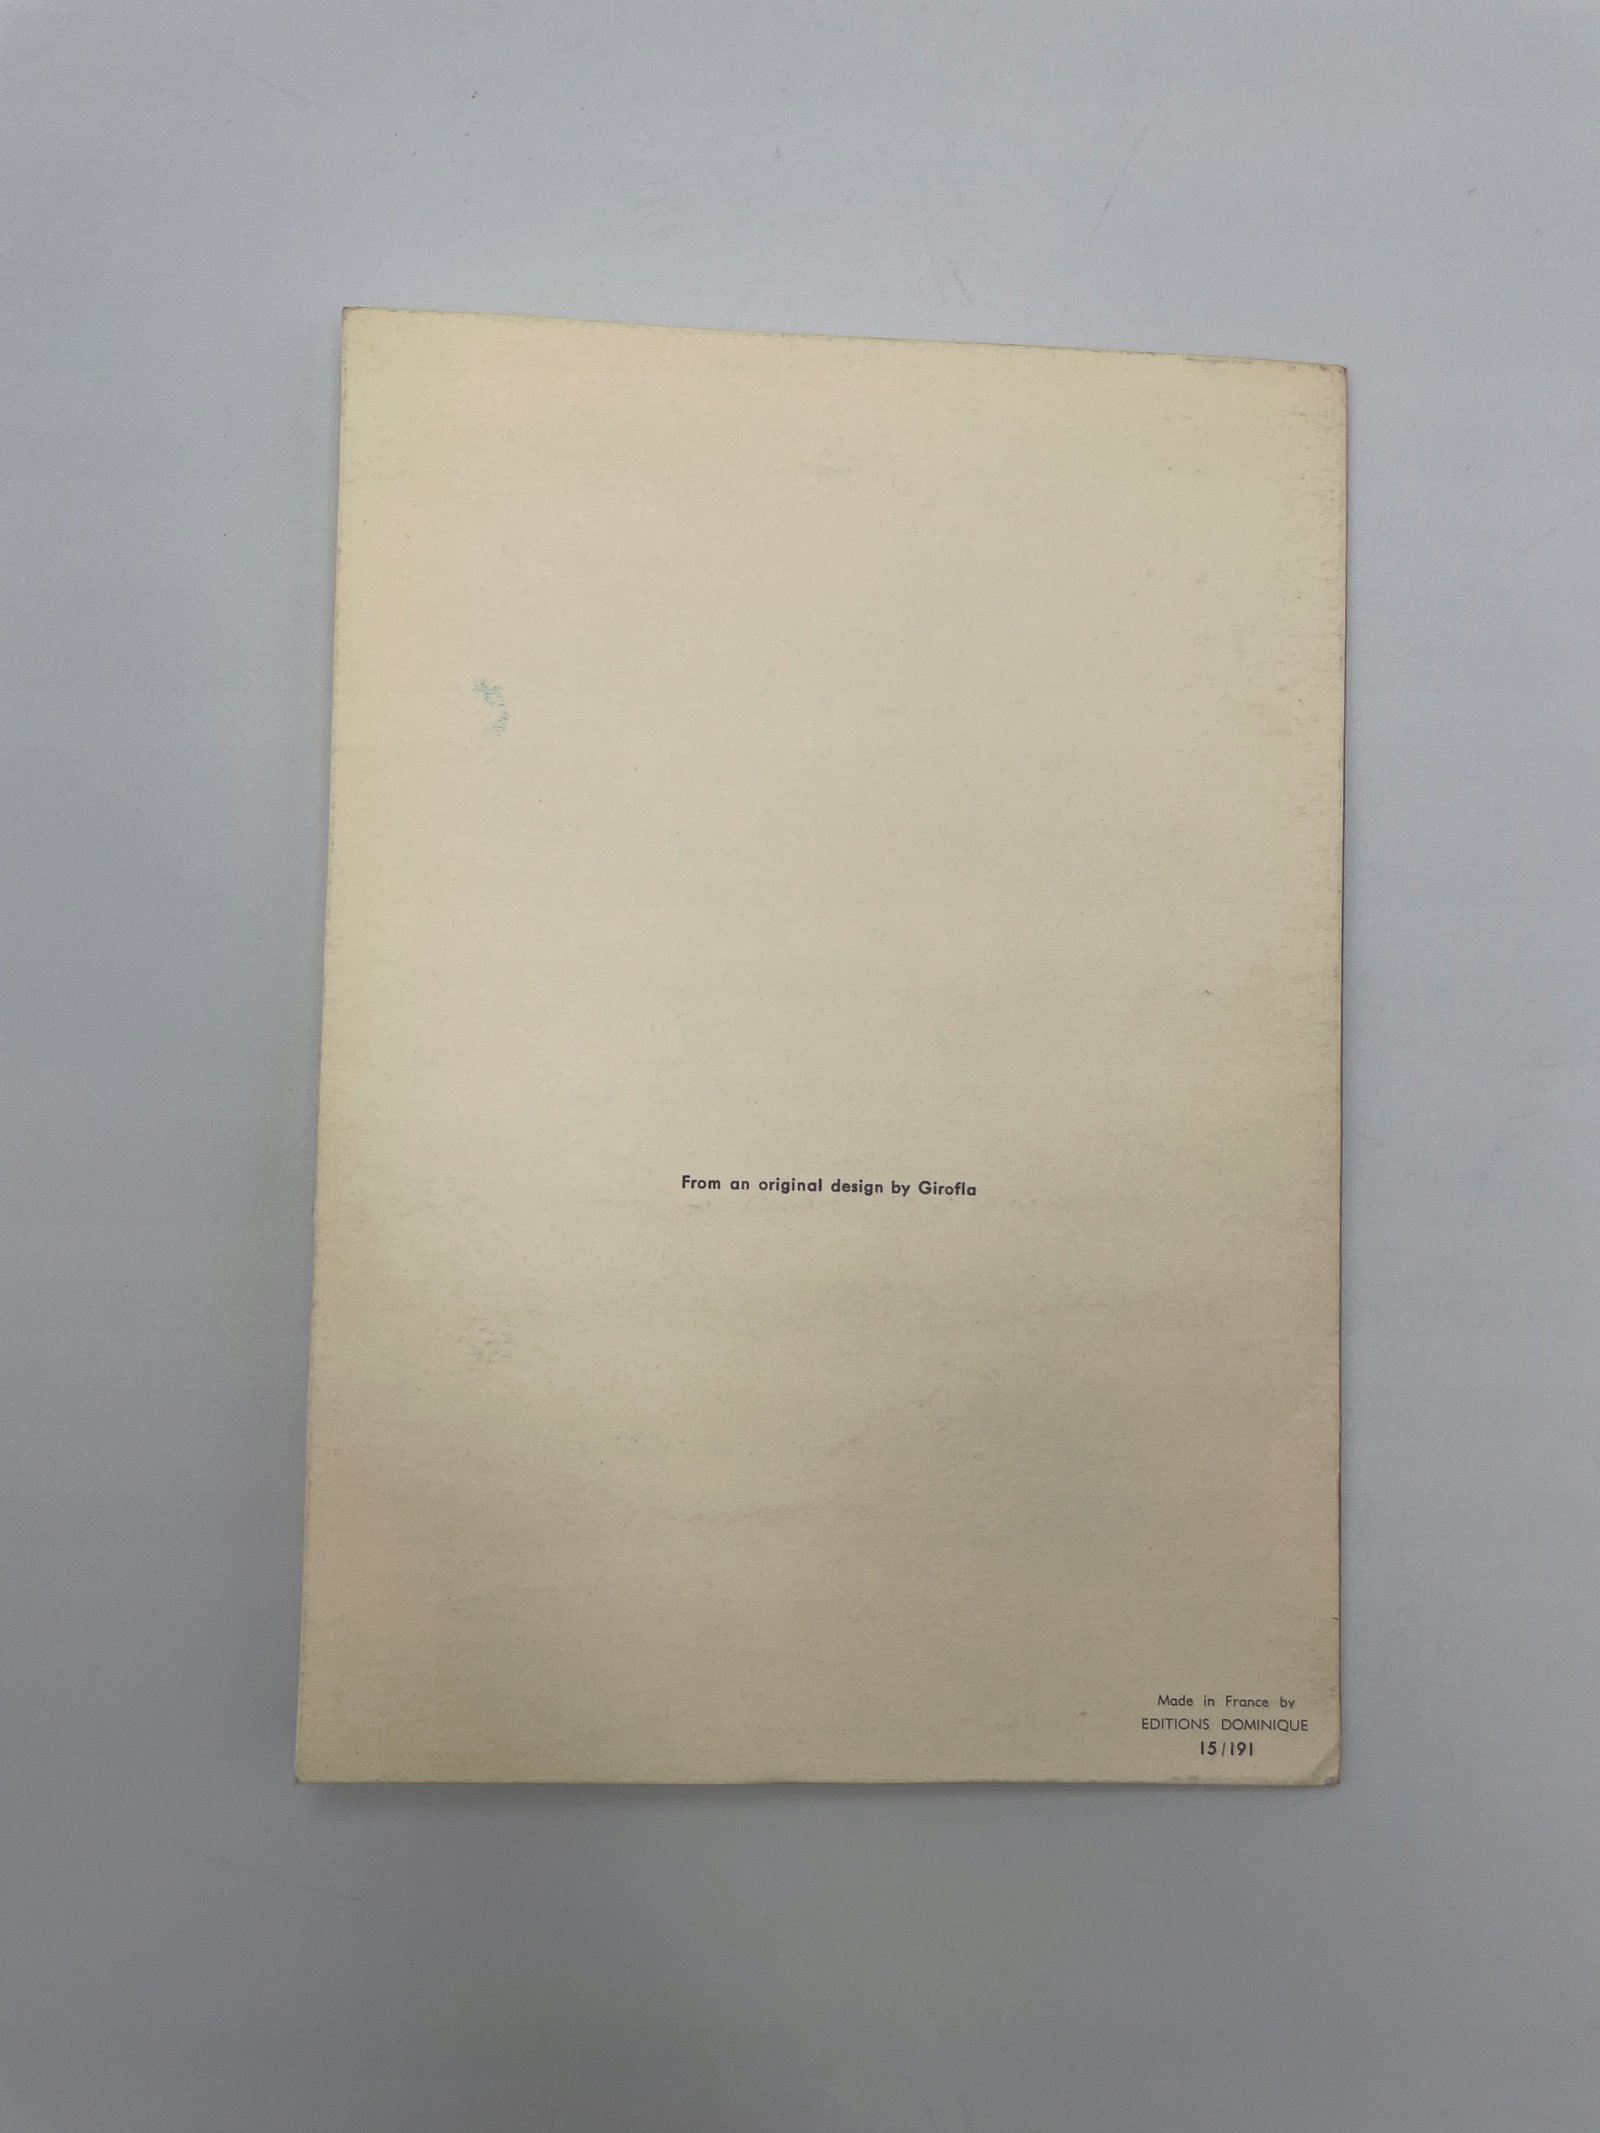 From an original design by Girofla
Made in France by
EDITIONS DOMINIQUE
15/191